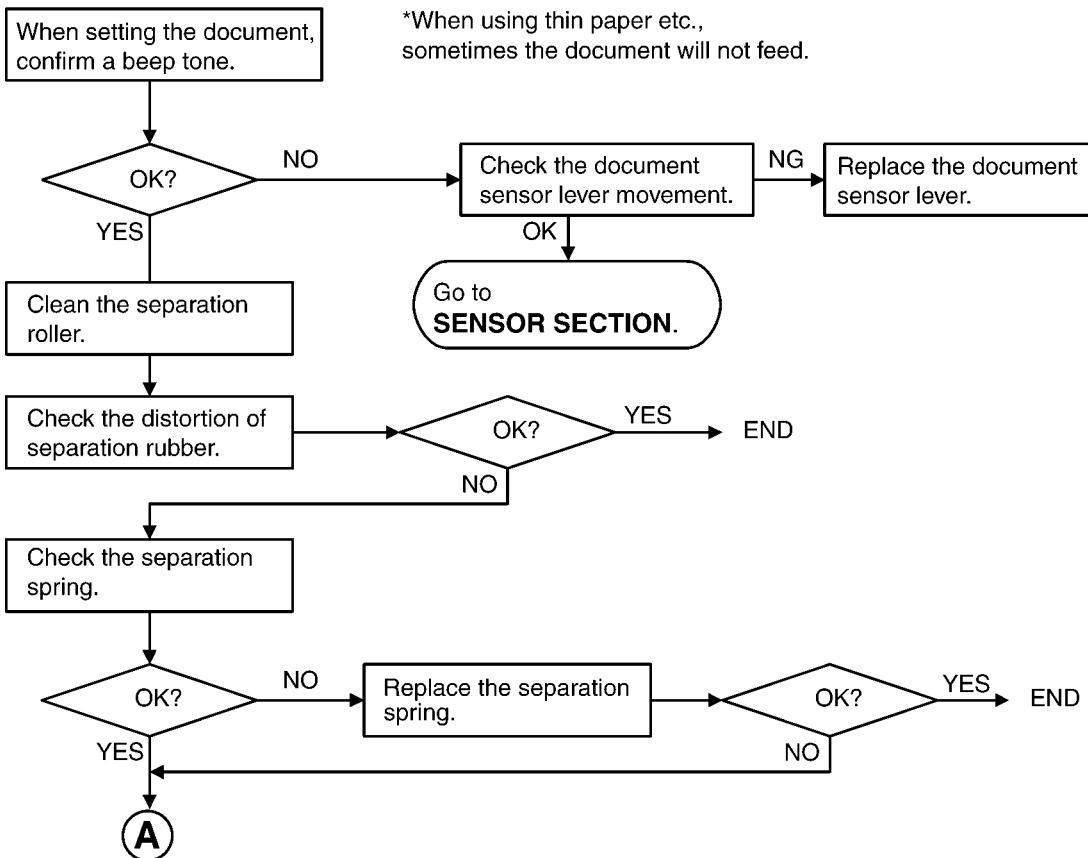 When setting the document,
confirm a beep tone.
*When using thin paper etc.,
sometimes the document will not feed.
OK?
NO
Check the document
sensor lever movement.
NG
Replace the document
sensor lever.
YES
OK
Go to
SENSOR SECTION.
Clean the separation
roller.
Check the distortion of
separation rubber.
OK?
YES
END
NO
Check the separation
spring.
OK?
NO
Replace the separation
spring.
OK?
YES
END
YES
NO
A